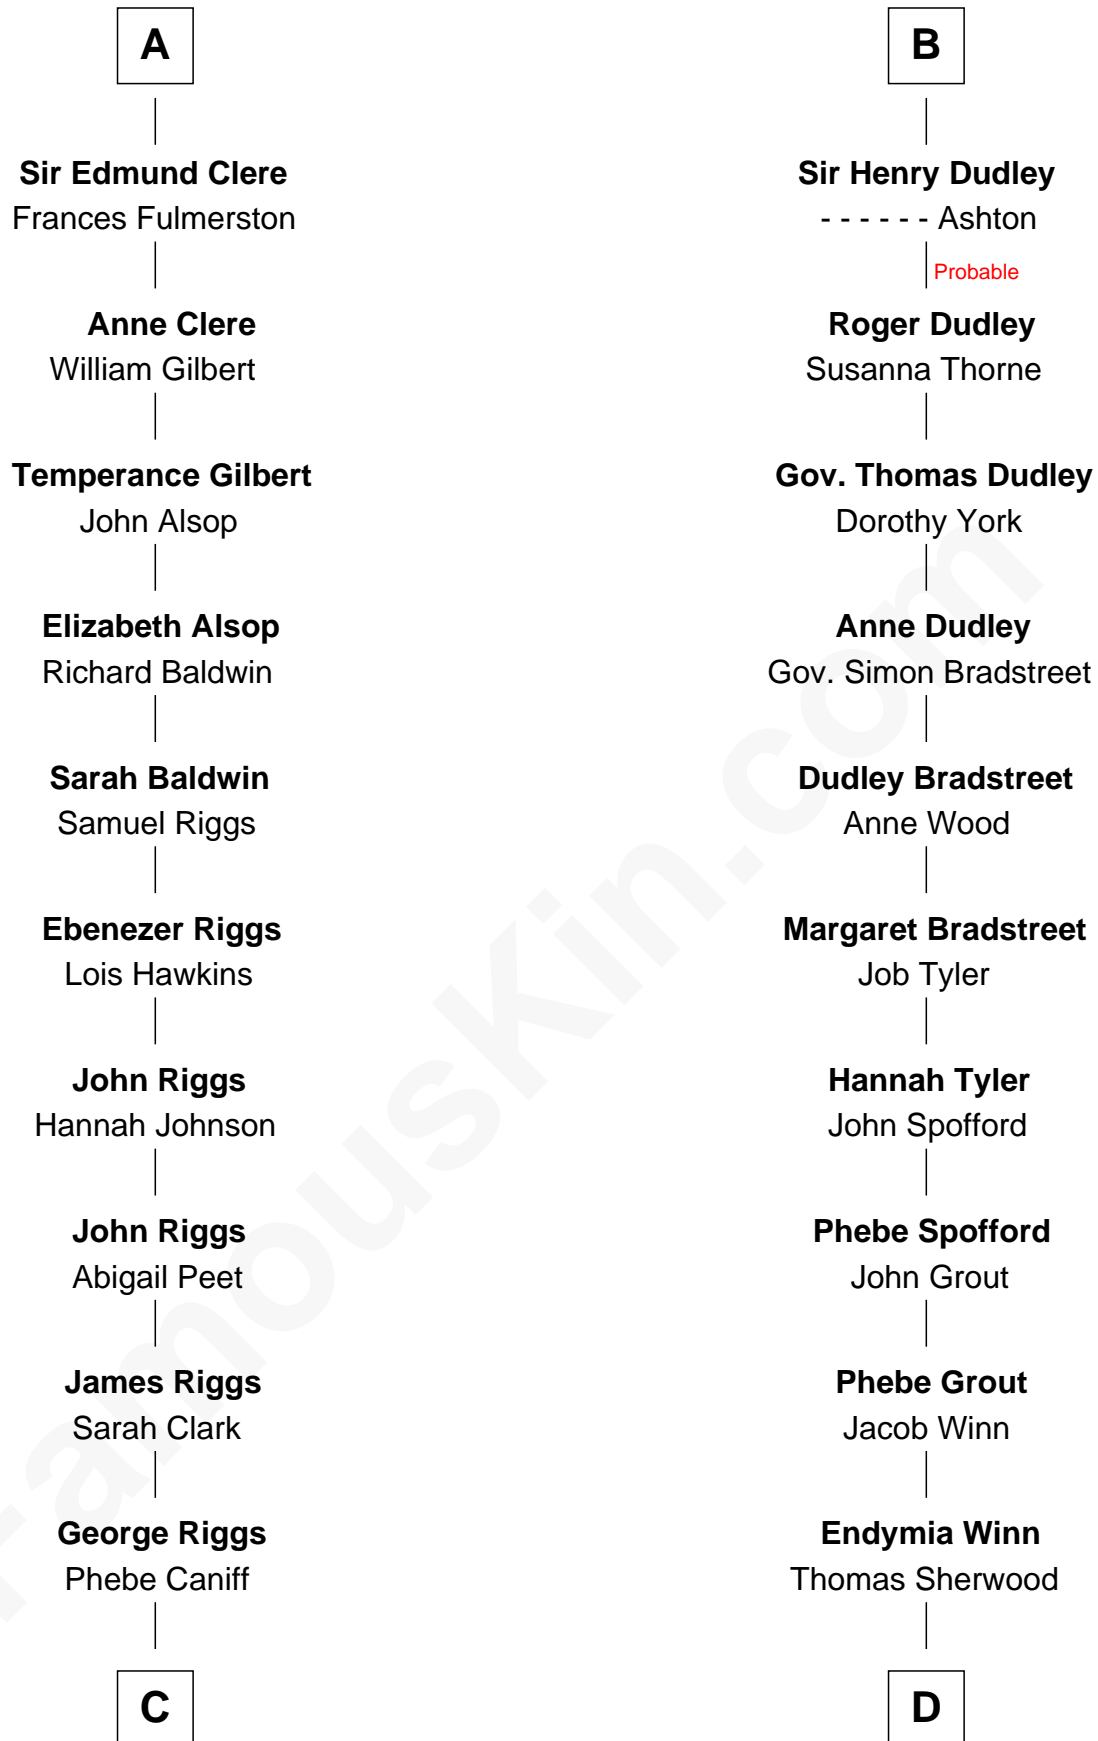 A
Sir Edmund Clere
Frances Fulmerston
Anne Clere
William Gilbert
Temperance Gilbert
John Alsop
Elizabeth Alsop
Richard Baldwin
Sarah Baldwin
Samuel Riggs
Ebenezer Riggs
Lois Hawkins
John Riggs
Hannah Johnson
John Riggs
Abigail Peet
James Riggs
Sarah Clark
George Riggs
Phebe Caniff
C
B
Sir Henry Dudley
- - - - - - Ashton
Probable
Roger Dudley
Susanna Thorne
Gov. Thomas Dudley
Dorothy York
Anne Dudley
Gov. Simon Bradstreet
Dudley Bradstreet
Anne Wood
Margaret Bradstreet
Job Tyler
Hannah Tyler
John Spofford
Phebe Spofford
John Grout
Phebe Grout
Jacob Winn
Endymia Winn
Thomas Sherwood
D
FamousKin.com